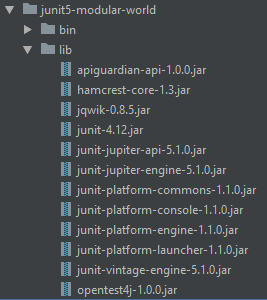 junit5-modular-world
bin
lib
apiguardian-api-1.0.0.jar
hamcrest-core-1.3.jar
jqwik-0.8.5.jar
junit-4.12.jar
junit-jupiter-api-5.1.0.jar
junit-jupiter-engine-5.1.0.jar
junit-platform-commons-1.1.0.jar
junit-platform-console-1.1.0.jar
junit-platform-engine-1.1.0.jar
junit-platform-launcher-1.1.0.jar
junit-vintage-engine-5.1.0.jar
opentest4j-1.0.0.jar